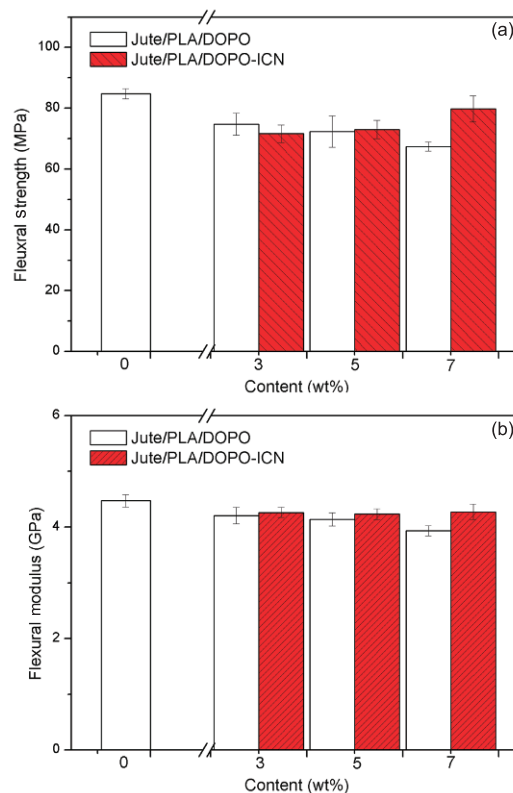 (a)
Jute/PLA/DOPO
Jute/PLA/DOPO-ICN
100
80
60
40
20
0
Fleuxral strength (MPa)
0 3 5 7
Content (wt%)
(b)
Jute/PLA/DOPO
Jute/PLA/DOPO-ICN
6
4
2
0
Flexural modulus (GPa)
0 3 5 7
Content (wt%)